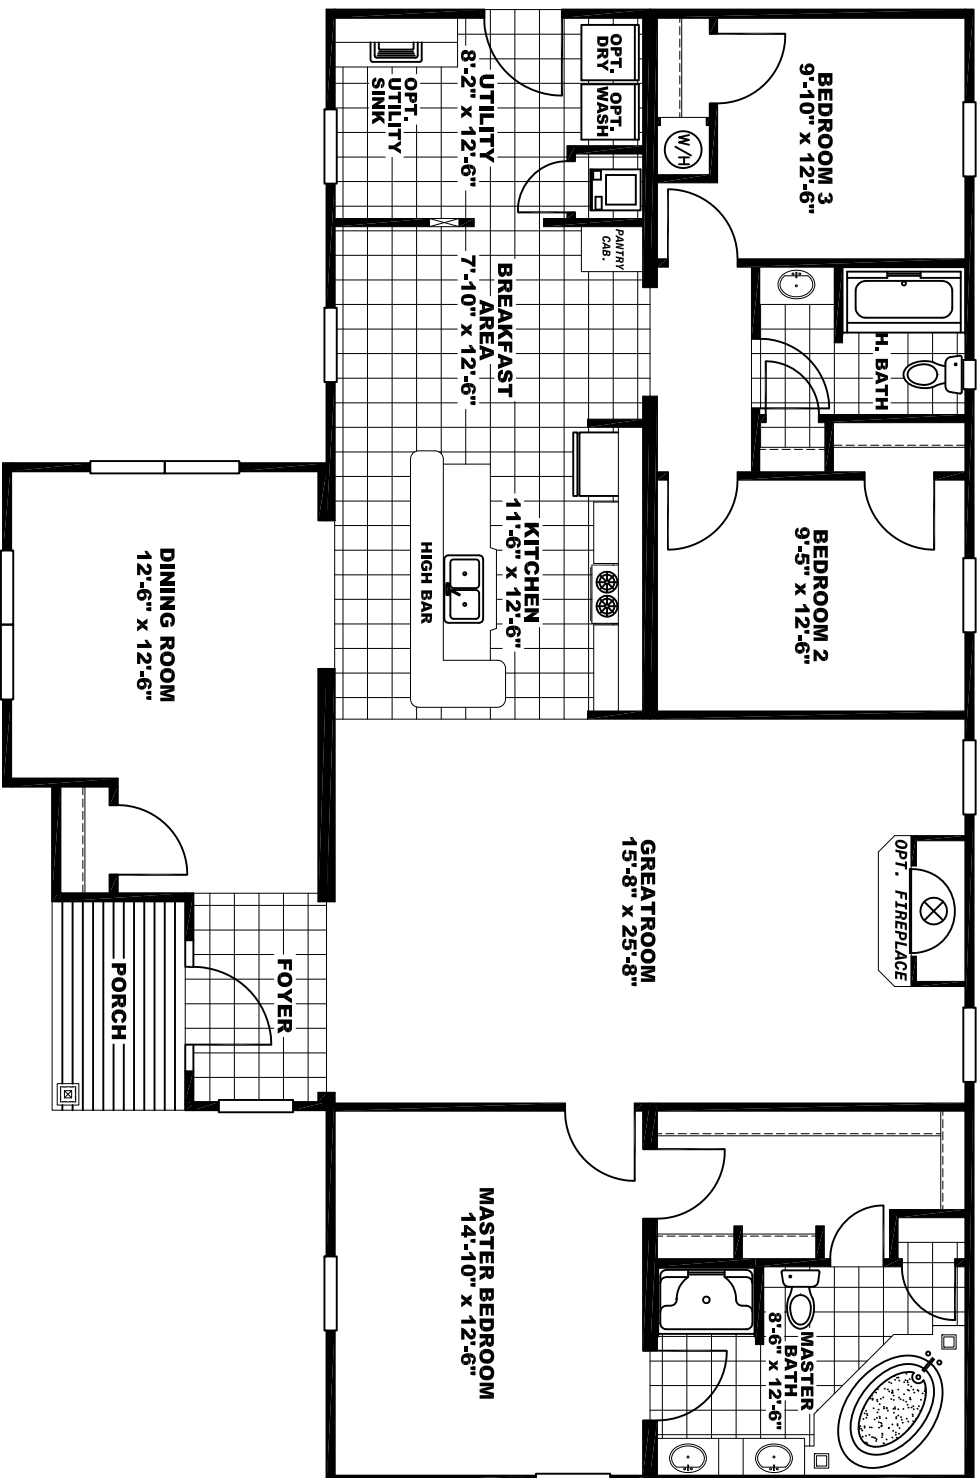 OPT.
DRY
OPT.
WASH
UTILITY
8'-2" x 12'-6"
OPT.
UTILITY
SINK
W/H
BEDROOM 3
9'-10" x 12'-6"
PANTRY
CAB.
BREAKFAST
AREA
7'-10" x 12'-6"
H. BATH
KITCHEN
11'-6" x 12'-6"
HIGH BAR
BEDROOM 2
9'-5" x 12'-6"
DINING ROOM
12'-6" x 12'-6"
GREATROOM
15'-8" x 25'-8"
OPT. FIREPLACE
FOYER
PORCH
MASTER BEDROOM
14'-10" x 12'-6"
MASTER
BATH
8'-6" x 12'-6"